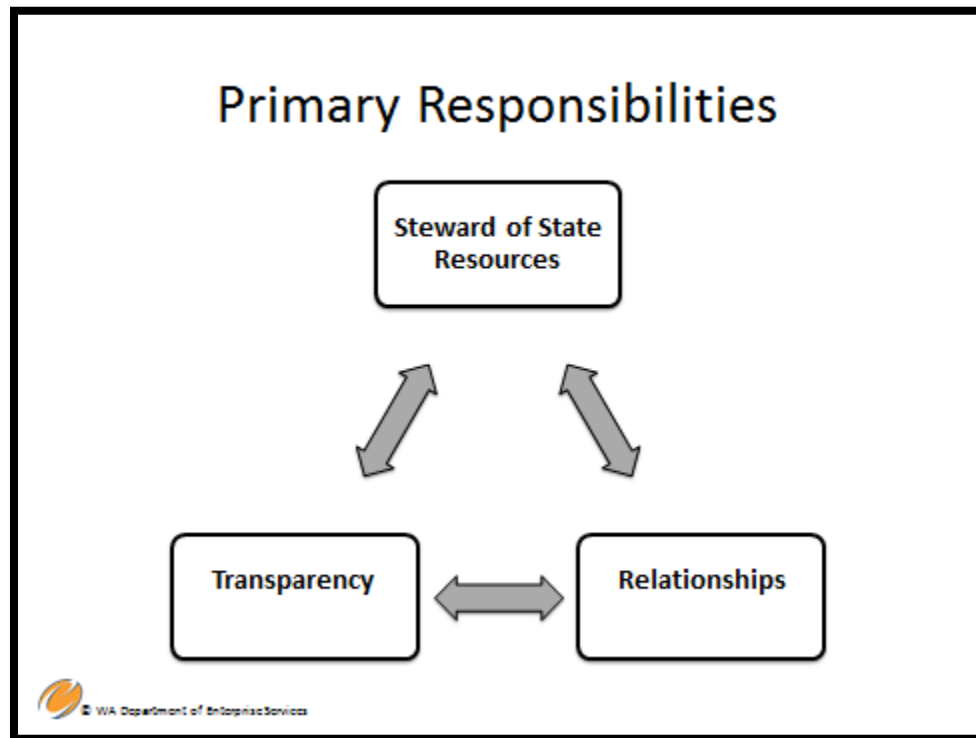 Primary Responsibilities
Steward of State
Resources
Transparency
Relationships
© WA Department of Enterprise Services